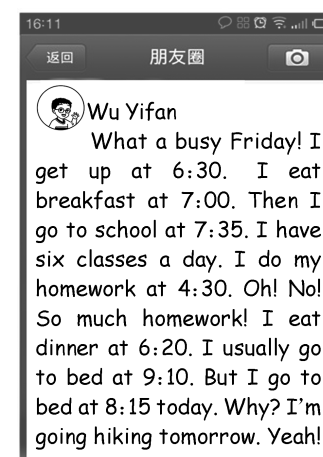 16:11
返回 朋友圈
Wu Yifan
What a busy Friday! I
get up at 6:30. I eat
breakfast at 7:00. Then I
go to school at 7:35. I have
six classes a day. I do my
homework at 4:30. Oh! No!
So much homework! I eat
dinner at 6:20. I usually go
to bed at 9:10. But I go to
bed at 8:15 today. Why? I'm
going hiking tomorrow. Yeah!